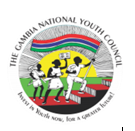 THE GAMBIA NATIONAL YOUTH COUNCIL
INVEST IN YOUTH NOW, FOR A GREATER FUTURE!